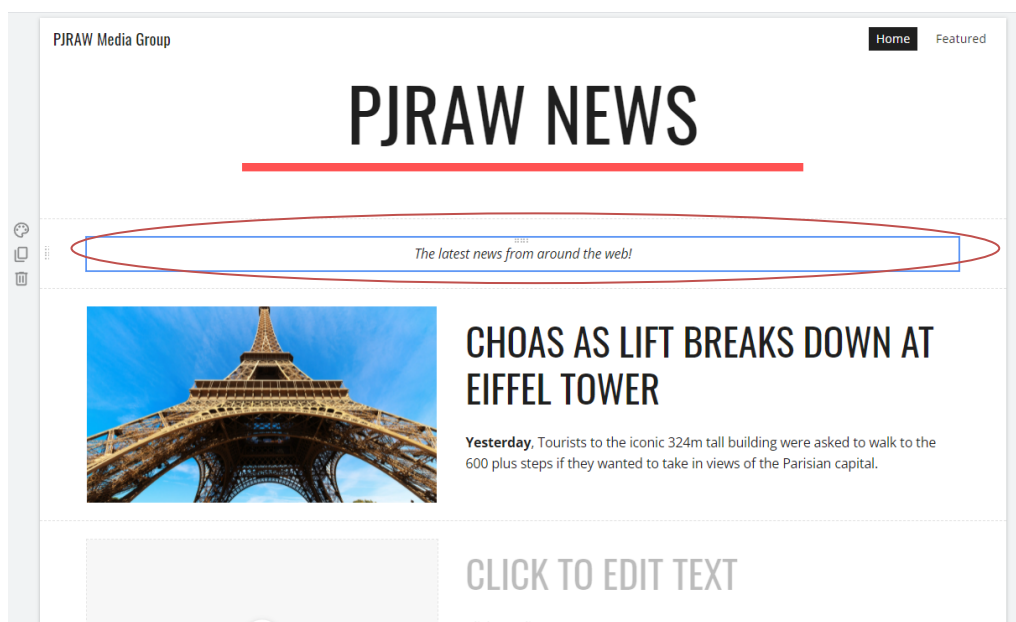 PJRAW Media Group
Home
Featured
PJRAW NEWS
The latest news from around the web!
CHOAS AS LIFT BREAKS DOWN AT
EIFFEL TOWER
Yesterday, Tourists to the iconic 324m tall building were asked to walk to the
600 plus steps if they wanted to take in views of the Parisian capital.
CLICK TO EDIT TEXT